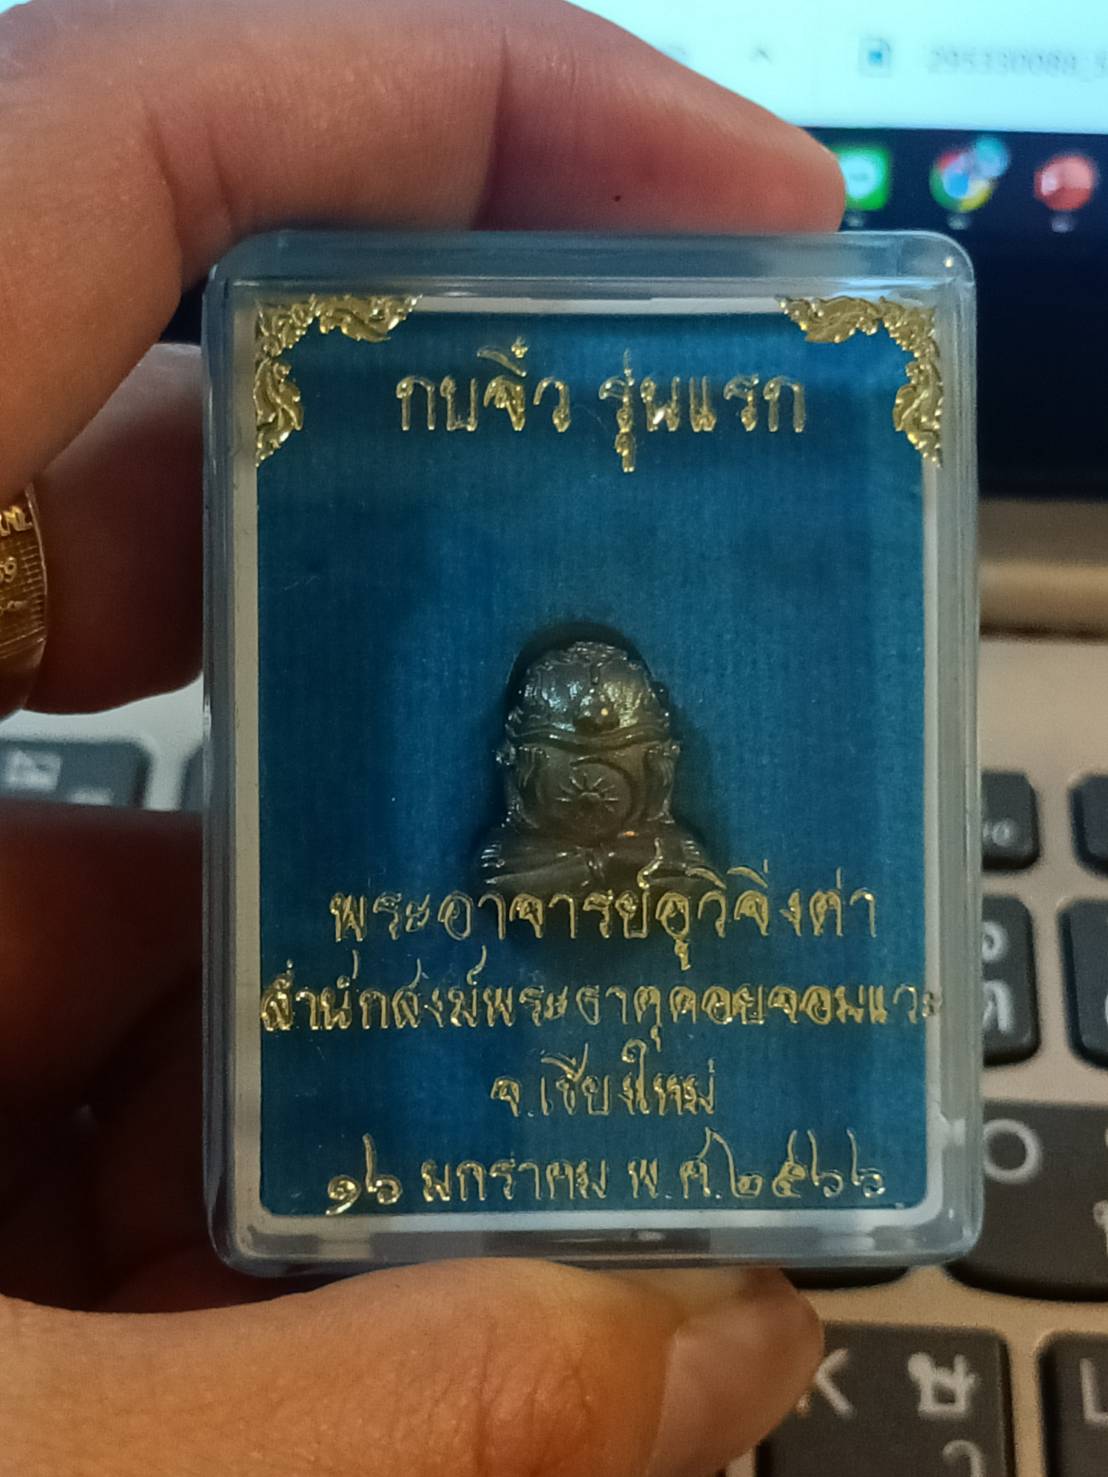 295330088_5
กบจิ๋ว รุ่นแรก
พระอาจารย์อุวิจิ่งต่า
สำนักสงฆ์พระธาตุดอยจอมแวะ
จ.เชียงใหม่
๑๖ มกราคม พ.ศ.๒๕๖๖
O
K
L